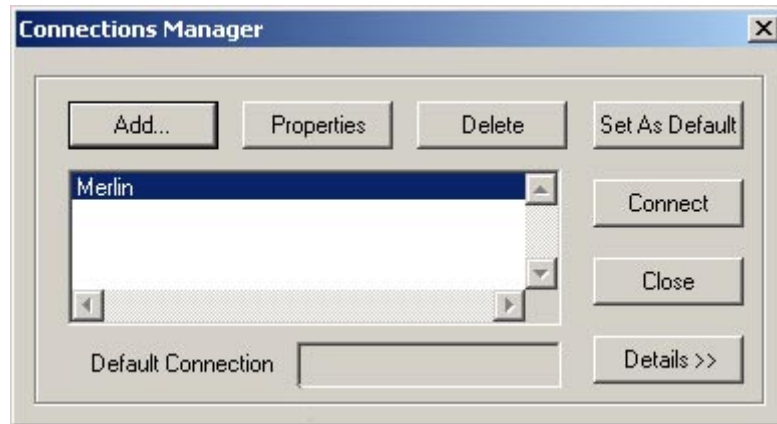 Connections Manager
Add... Properties Delete Set As Default
Merlin
Connect
Close
Default Connection
Details >>